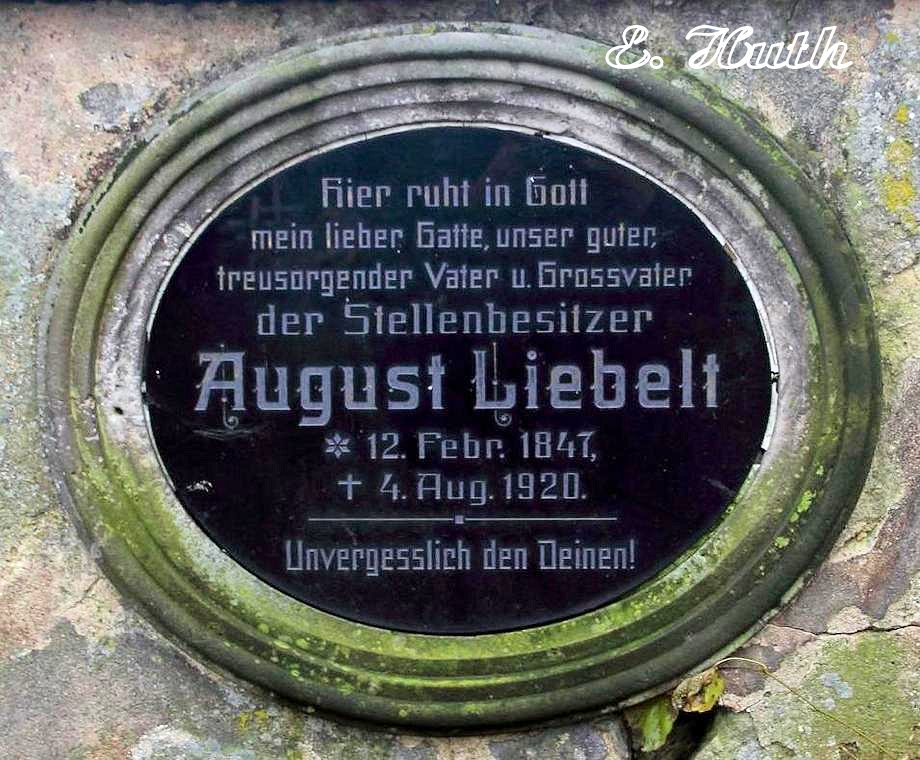 E. Huth
Hier ruht in Gott
mein lieber Gatte, unser guter,
treusorgender Vater u. Grossvater
der Stellenbesitzer
August Liebelt
* 12. Febr. 1847,
† 4. Aug. 1920.
Unvergesslich den Deinen!